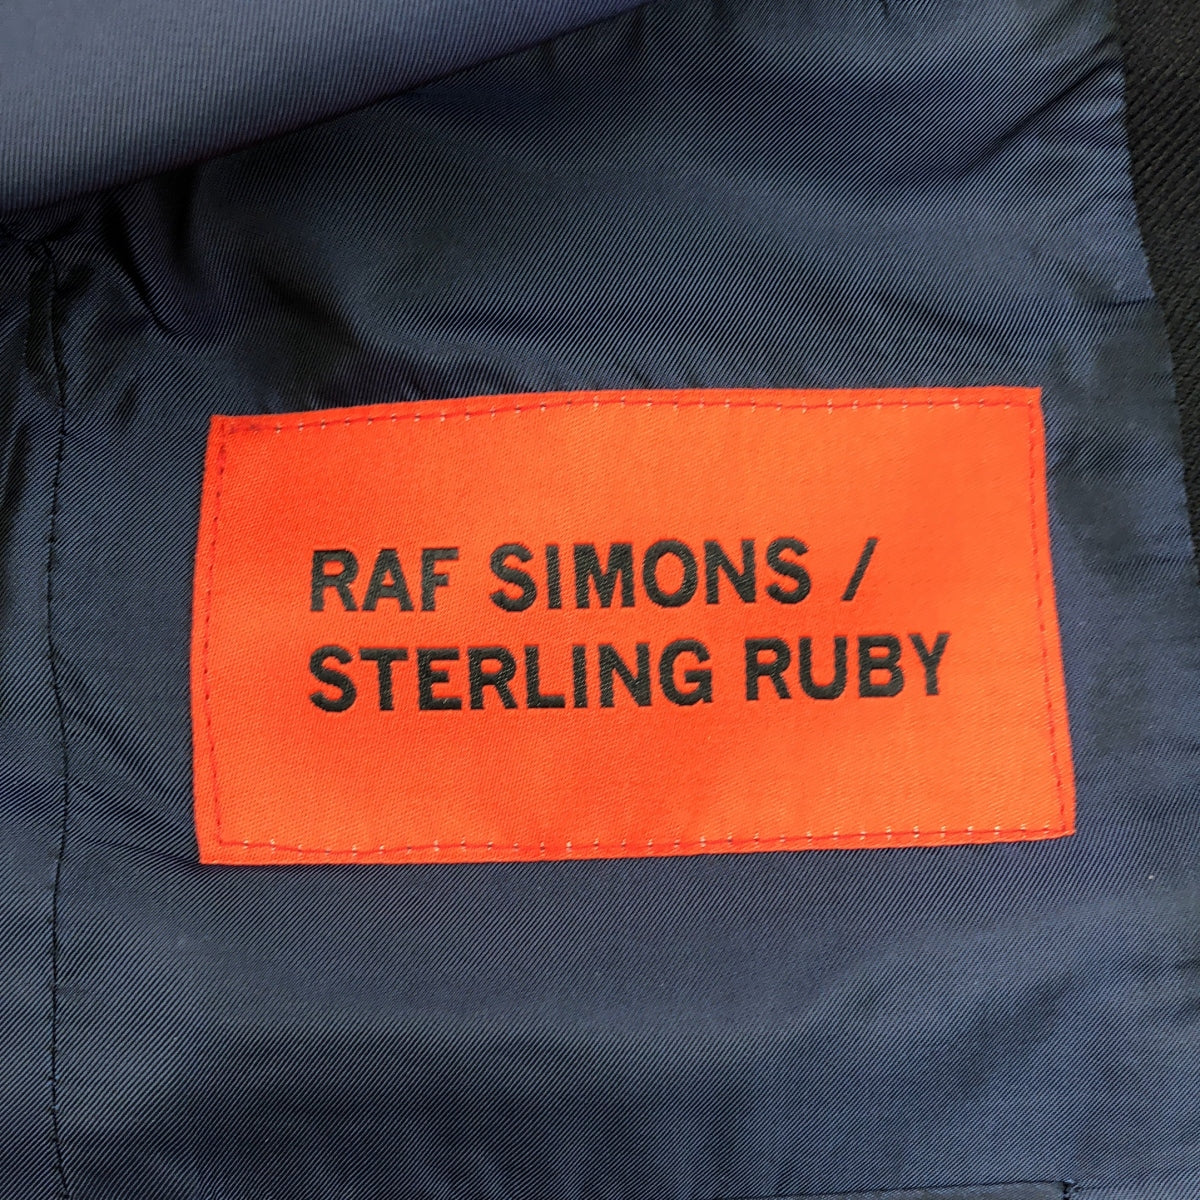 RAF SIMONS /
STERLING RUBY